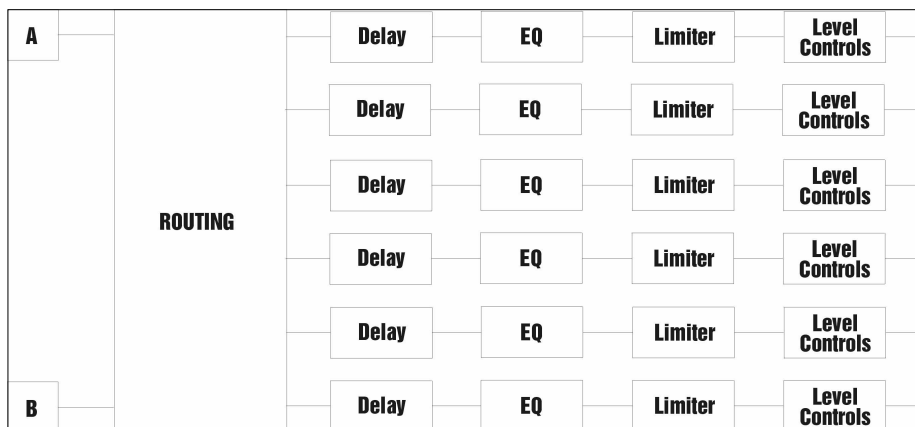 A
Delay
EQ
Limiter
Level
Controls
Delay
EQ
Limiter
Level
Controls
Delay
EQ
Limiter
Level
Controls
ROUTING
Delay
EQ
Limiter
Level
Controls
Delay
EQ
Limiter
Level
Controls
B
Delay
EQ
Limiter
Level
Controls